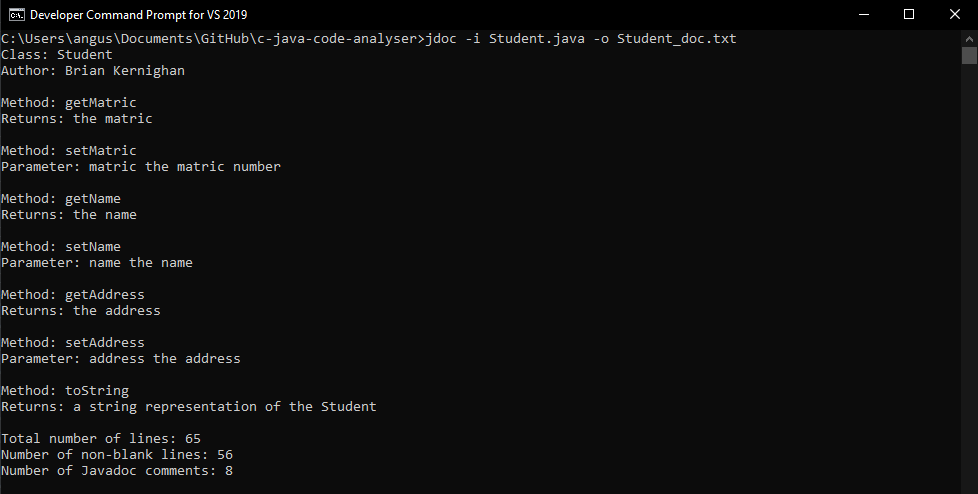 Developer Command Prompt for VS 2019
C:\Users\angus\Documents\GitHub\c-java-code-analyser>jdoc -i Student.java -o Student_doc.txt
Class: Student
Author: Brian Kernighan
Method: getMatric
Returns: the matric
Method: setMatric
Parameter: matric the matric number
Method: getName
Returns: the name
Method: setName
Parameter: name the name
Method: getAddress
Returns: the address
Method: setAddress
Parameter: address the address
Method: toString
Returns: a string representation of the Student
Total number of lines: 65
Number of non-blank lines: 56
Number of Javadoc comments: 8